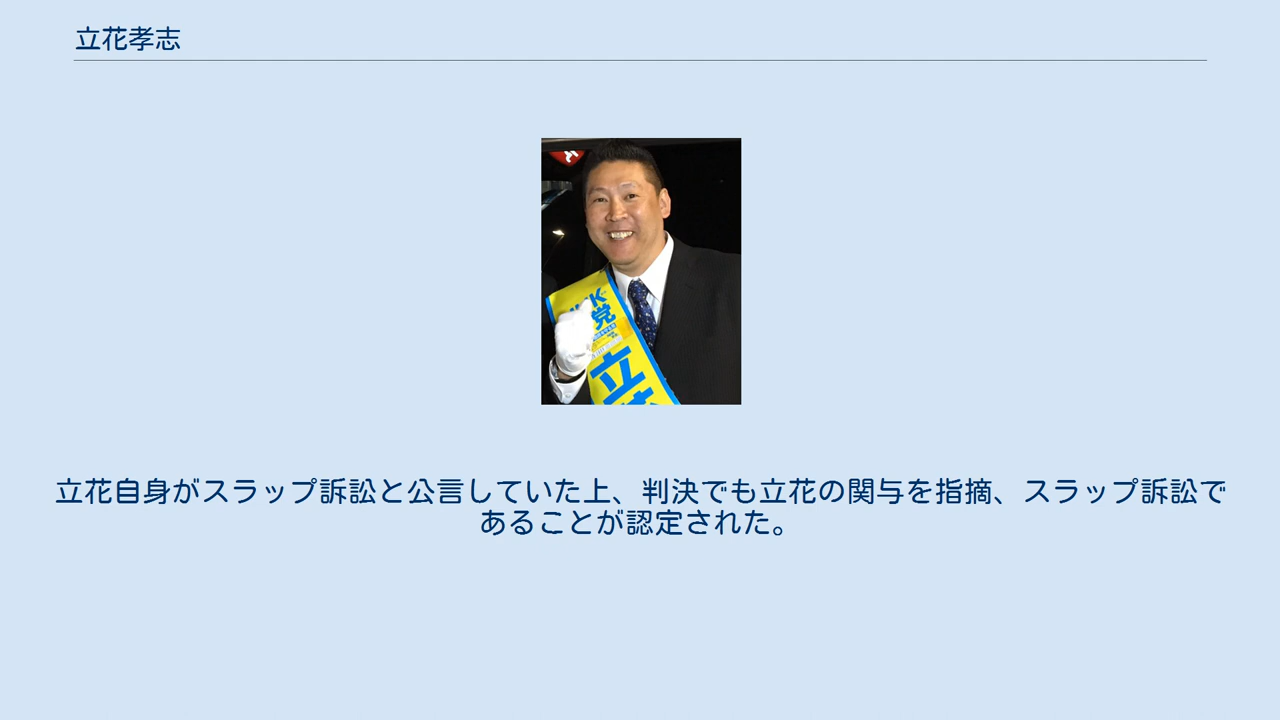 立花孝志
K
党
立
立花自身がスラップ訴訟と公言していた上、判決でも立花の関与を指摘、スラップ訴訟で
あることが認定された。